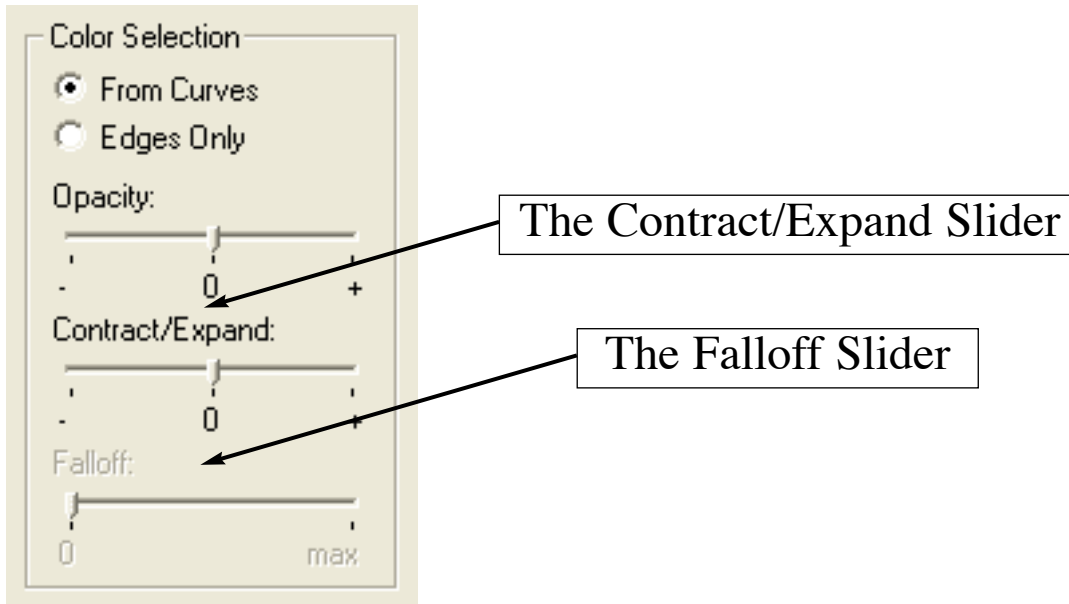 Color Selection
From Curves
Edges Only
Opacity:
- 0 +
Contract/Expand:
- 0 +
Falloff:
0 max
The Contract/Expand Slider
The Falloff Slider